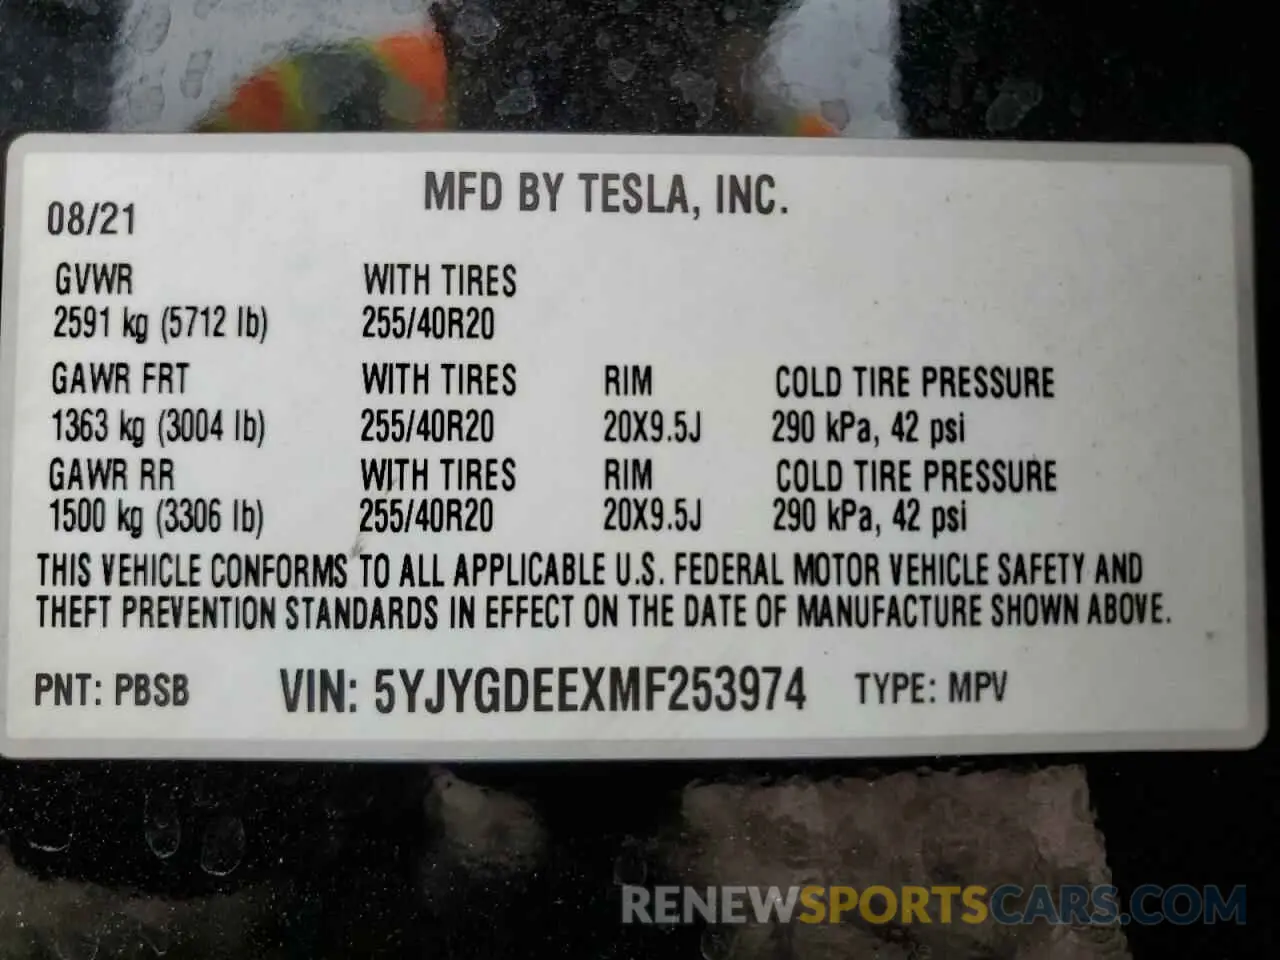 MFD BY TESLA, INC.
08/21
GVWR WITH TIRES
2591 kg (5712 lb) 255/40R20
GAWR FRT WITH TIRES RIM COLD TIRE PRESSURE
1363 kg (3004 lb) 255/40R20 20X9.5J 290 kPa, 42 psi
GAWR RR WITH TIRES RIM COLD TIRE PRESSURE
1500 kg (3306 lb) 255/40R20 20X9.5J 290 kPa, 42 psi
THIS VEHICLE CONFORMS TO ALL APPLICABLE U.S. FEDERAL MOTOR VEHICLE SAFETY AND
THEFT PREVENTION STANDARDS IN EFFECT ON THE DATE OF MANUFACTURE SHOWN ABOVE.
PNT: PBSB VIN: 5YJYGDEEXMF253974 TYPE: MPV
RENEWSPORTSCARS.COM